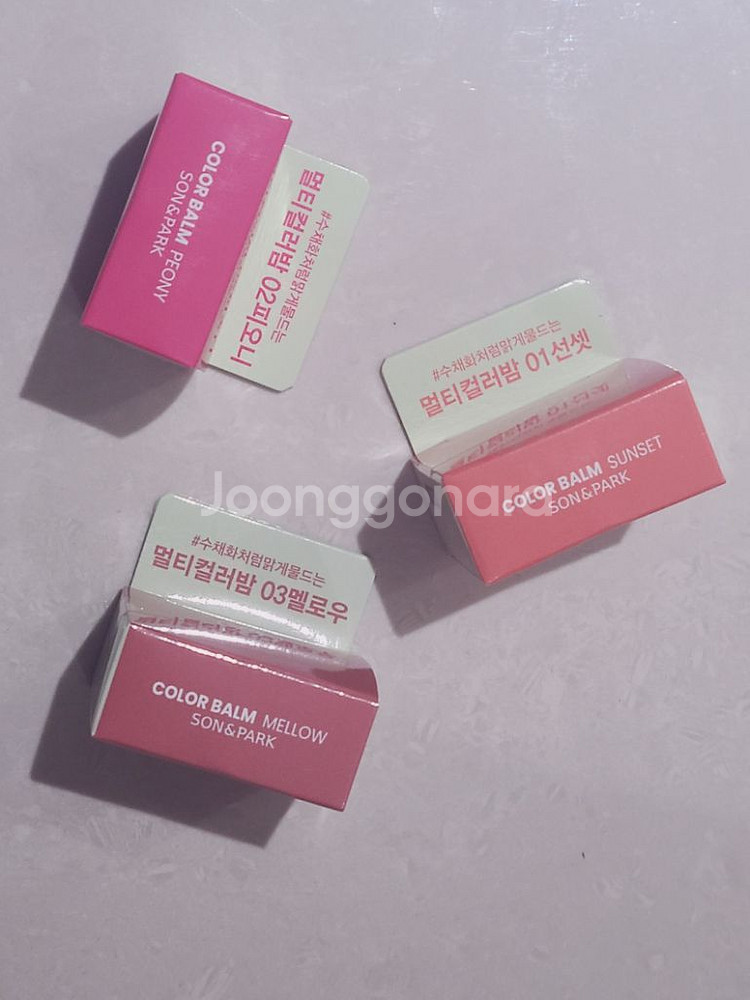 COLOR BALM PEONY
SON&PARK
#수채화처럼맑게물드는
멀티컬러밤 02피오니
#수채화처럼맑게물드는
멀티컬러밤 01선셋
COLOR BALM SUNSET
SON&PARK
Joonggonara
#수채화처럼맑게물드는
멀티컬러밤 03멜로우
COLOR BALM MELLOW
SON&PARK